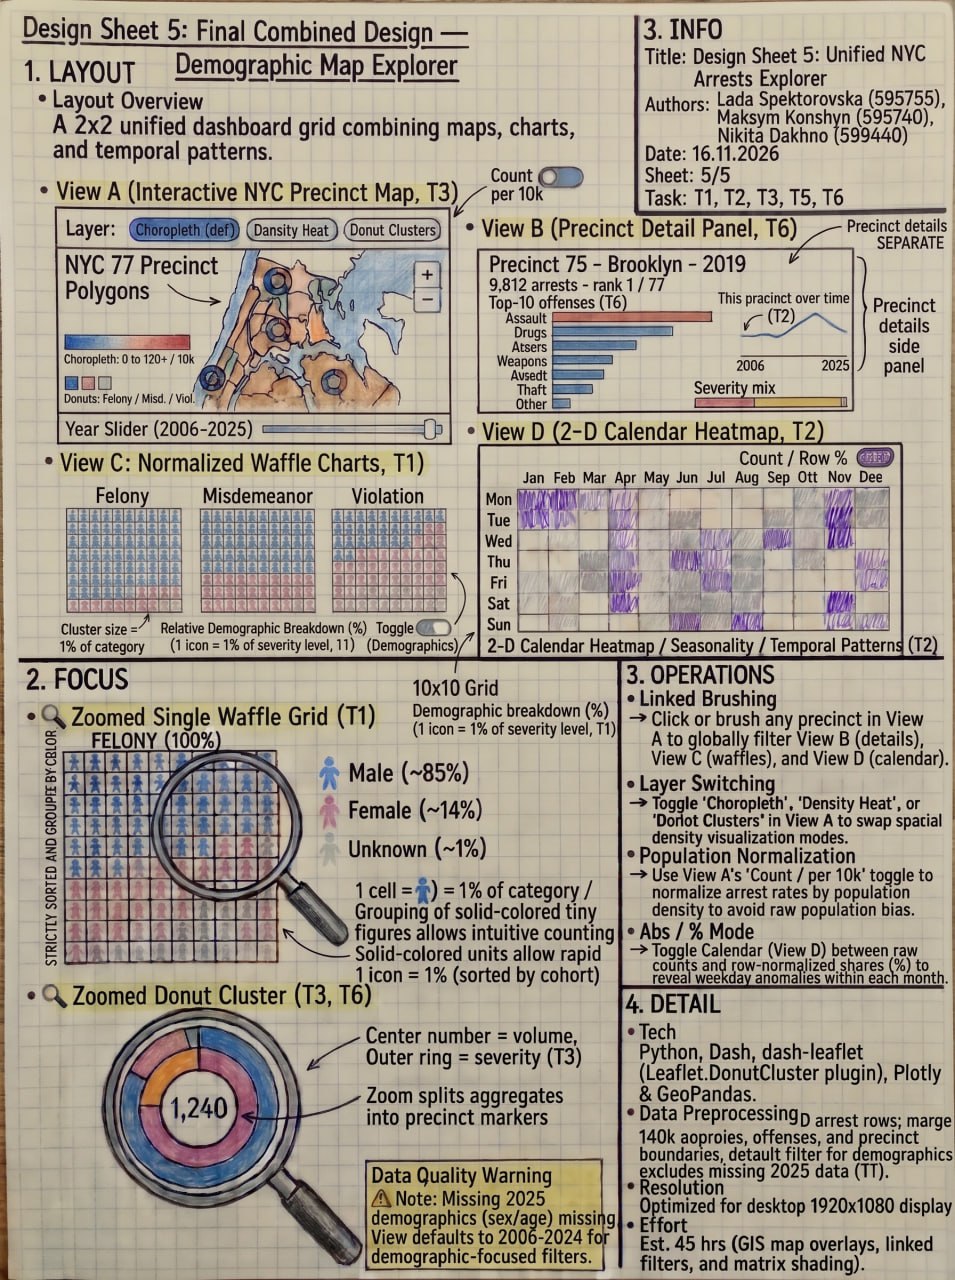 Design Sheet 5: Final Combined Design —
Demographic Map Explorer
1. LAYOUT
• Layout Overview
A 2x2 unified dashboard grid combining maps, charts,
and temporal patterns.
3. INFO
Title: Design Sheet 5: Unified NYC
Arrests Explorer
Authors: Lada Spektorovska (595755),
Maksym Konshyn (595740),
Nikita Dakhno (599440)
Date: 16.11.2026
Sheet: 5/5
Task: T1, T2, T3, T5, T6
• View A (Interactive NYC Precinct Map, T3)
Count
per 10k
Layer: Choropleth (def) Dansity Heat Donut Clusters
NYC 77 Precinct
Polygons
+
−
Choropleth: 0 to 120+ / 10k
Donuts: Felony / Misd. / Viol.
Year Slider (2006-2025)
• View B (Precinct Detail Panel, T6)
Precinct details
SEPARATE
Precinct 75 – Brooklyn – 2019
9,812 arrests – rank 1 / 77
Top-10 offenses (T6)
Assault
Drugs
Atsers
Weapons
Avsedt
Thaft
Other
This pracinct over time
(T2)
2006 2025
Severity mix
Precinct
details
side
panel
• View C: Normalized Waffle Charts, T1)
Felony Misdemeanor Violation
Cluster size =
1% of category
Relative Demographic Breakdown (%)
(1 icon = 1% of severity level, 11)
Toggle
(Demographics)
• View D (2-D Calendar Heatmap, T2)
Count / Row %
Jan Feb Mar Apr May Jun Jul Aug Sep Ott Nov Dee
Mon
Tue
Wed
Thu
Fri
Sat
Sun
2-D Calendar Heatmap / Seasonality / Temporal Patterns (T2)
2. FOCUS
10x10 Grid
Demographic breakdown (%)
(1 icon = 1% of severity level, T1)
• Zoomed Single Waffle Grid (T1)
FELONY (100%)
STRICTLY SORTED AND GROUPEE BY CBLOR
Male (~85%)
Female (~14%)
Unknown (~1%)
1 cell = ) = 1% of category /
Grouping of solid-colored tiny
figures allows intuitive counting
Solid-colored units allow rapid
1 icon = 1% (sorted by cohort)
• Zoomed Donut Cluster (T3, T6)
1,240
Center number = volume,
Outer ring = severity (T3)
Zoom splits aggregates
into precinct markers
Data Quality Warning
⚠ Note: Missing 2025
demographics (sex/age) missing.
View defaults to 2006-2024 for
demographic-focused filters.
3. OPERATIONS
• Linked Brushing
→ Click or brush any precinct in View
A to globally filter View B (details),
View C (waffles), and View D (calendar).
• Layer Switching
→ Toggle 'Choropleth', 'Density Heat', or
'Donot Clusters' in View A to swap spacial
density visualization modes.
• Population Normalization
→ Use View A's 'Count / per 10k' toggle to
normalize arrest rates by population
density to avoid raw population bias.
• Abs / % Mode
→ Toggle Calendar (View D) between raw
counts and row-normalized shares (%) to
reveal weekday anomalies within each month.
4. DETAIL
• Tech
Python, Dash, dash-leaflet
(Leaflet.DonutCluster plugin), Plotly
& GeoPandas.
• Data Preprocessing D arrest rows; marge
140k aoproies, offenses, and precinct
boundaries, detault filter for demographics
excludes missing 2025 data (TT).
• Resolution
Optimized for desktop 1920x1080 display
• Effort
Est. 45 hrs (GIS map overlays, linked
filters, and matrix shading).